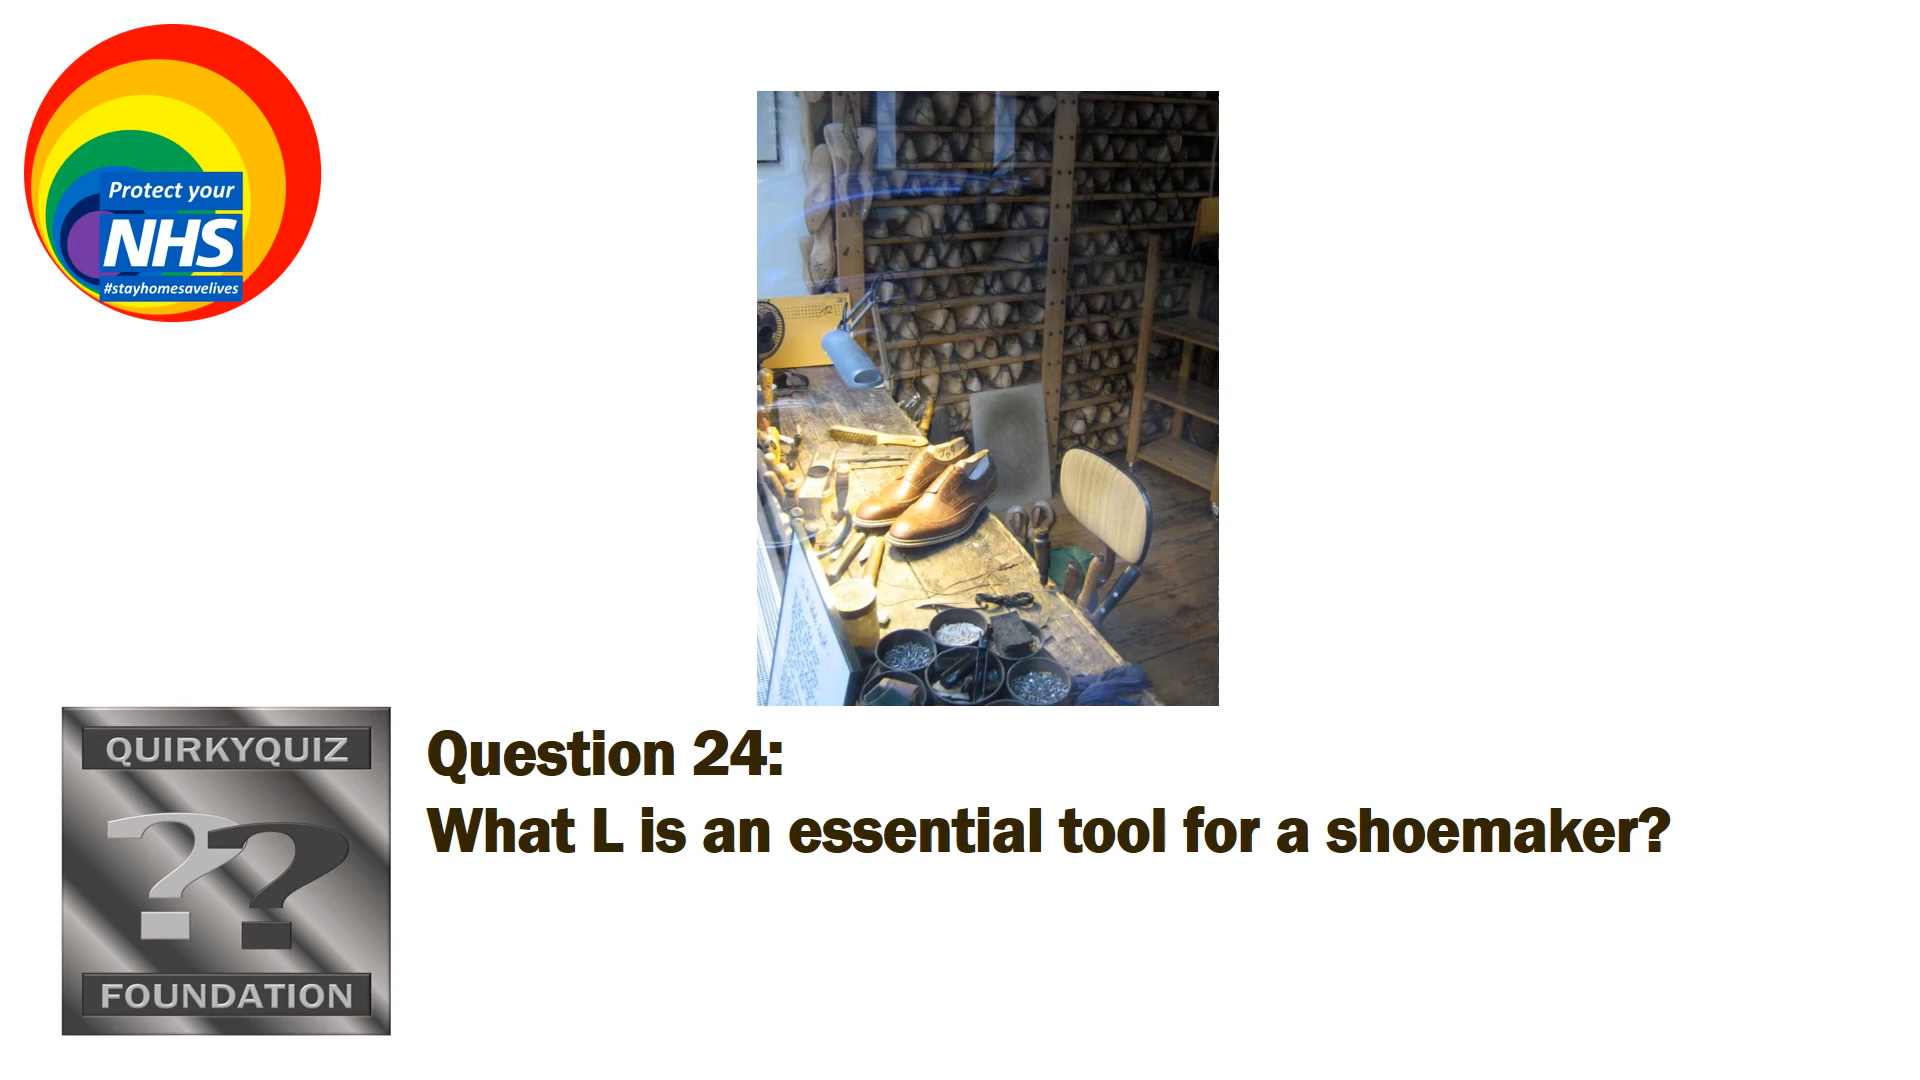 Protect your
NHS
#stayhomesavelives
QUIRKYQUIZ
??
FOUNDATION
Question 24:
What L is an essential tool for a shoemaker?